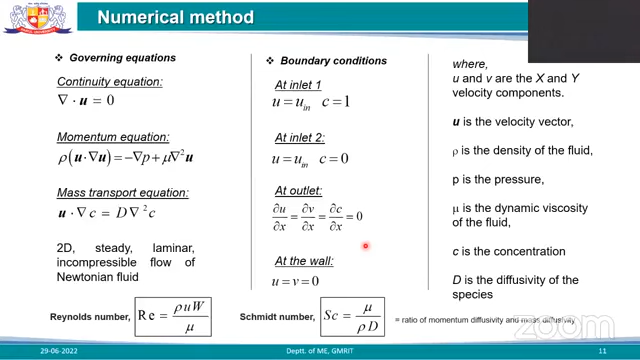 Numerical method
❖ Governing equations
Continuity equation:
∇ · u = 0
Momentum equation:
ρ(u·∇u) = −∇p + μ∇²u
Mass transport equation:
u · ∇c = D∇²c
2D, steady, laminar,
incompressible flow of
Newtonian fluid
❖ Boundary conditions
At inlet 1
u = u_in c = 1
At inlet 2:
u = u_in c = 0
At outlet:
∂u/∂x = ∂v/∂x = ∂c/∂x = 0
At the wall:
u = v = 0
where,
u and v are the X and Y
velocity components.
u is the velocity vector,
ρ is the density of the fluid,
p is the pressure,
μ is the dynamic viscosity
of the fluid,
c is the concentration
D is the diffusivity of the
species
Reynolds number, Re = ρuW/μ
Schmidt number, Sc = μ/ρD = ratio of momentum diffusivity and mass diffusivity
zoom
29-06-2022 Deptt. of ME, GMRIT 11